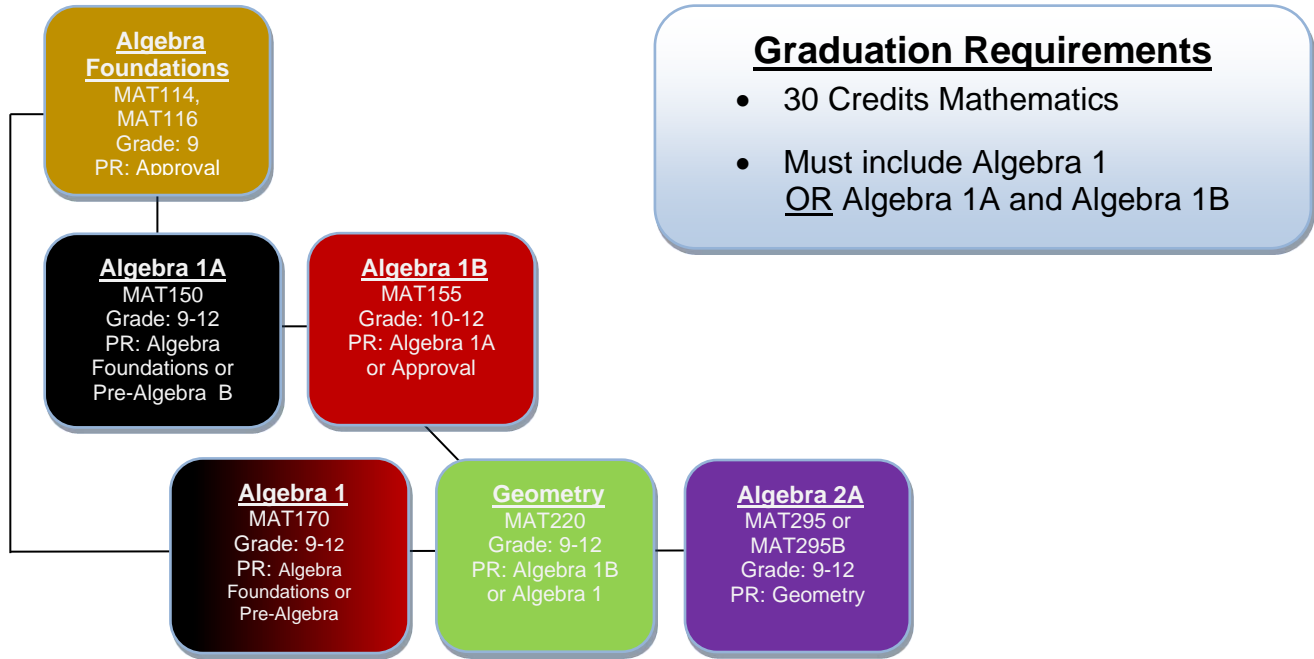 Algebra
Foundations
MAT114,
MAT116
Grade: 9
PR: Approval
Graduation Requirements
• 30 Credits Mathematics
• Must include Algebra 1
OR Algebra 1A and Algebra 1B
Algebra 1A
MAT150
Grade: 9-12
PR: Algebra
Foundations or
Pre-Algebra B
Algebra 1B
MAT155
Grade: 10-12
PR: Algebra 1A
or Approval
Algebra 1
MAT170
Grade: 9-12
PR: Algebra
Foundations or
Pre-Algebra
Geometry
MAT220
Grade: 9-12
PR: Algebra 1B
or Algebra 1
Algebra 2A
MAT295 or
MAT295B
Grade: 9-12
PR: Geometry